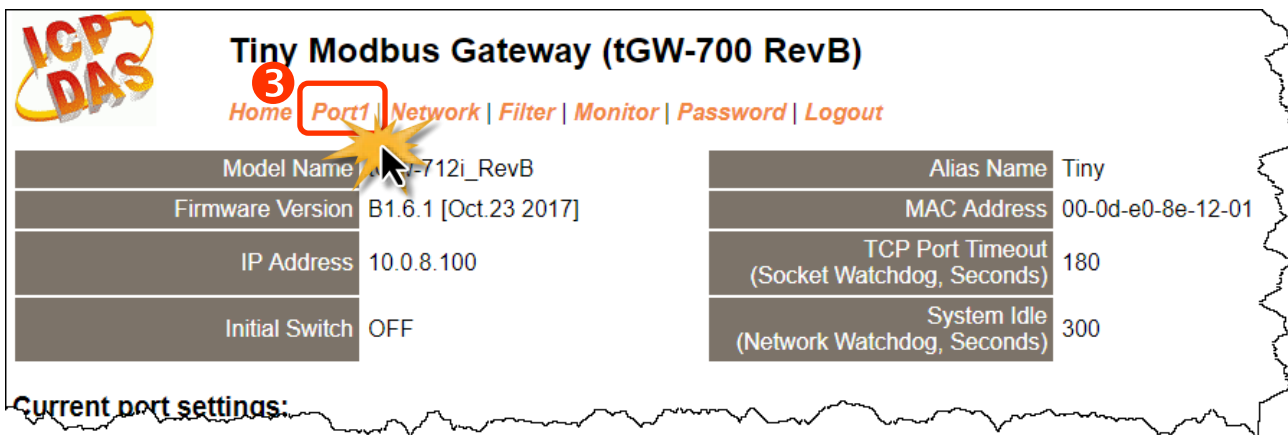 ICP
DAS
Tiny Modbus Gateway (tGW-700 RevB)
3
Home | Port1 | Network | Filter | Monitor | Password | Logout
Model Name tGW-712i_RevB Alias Name Tiny
Firmware Version B1.6.1 [Oct.23 2017] MAC Address 00-0d-e0-8e-12-01
IP Address 10.0.8.100 TCP Port Timeout
(Socket Watchdog, Seconds) 180
Initial Switch OFF System Idle
(Network Watchdog, Seconds) 300
Current port settings: